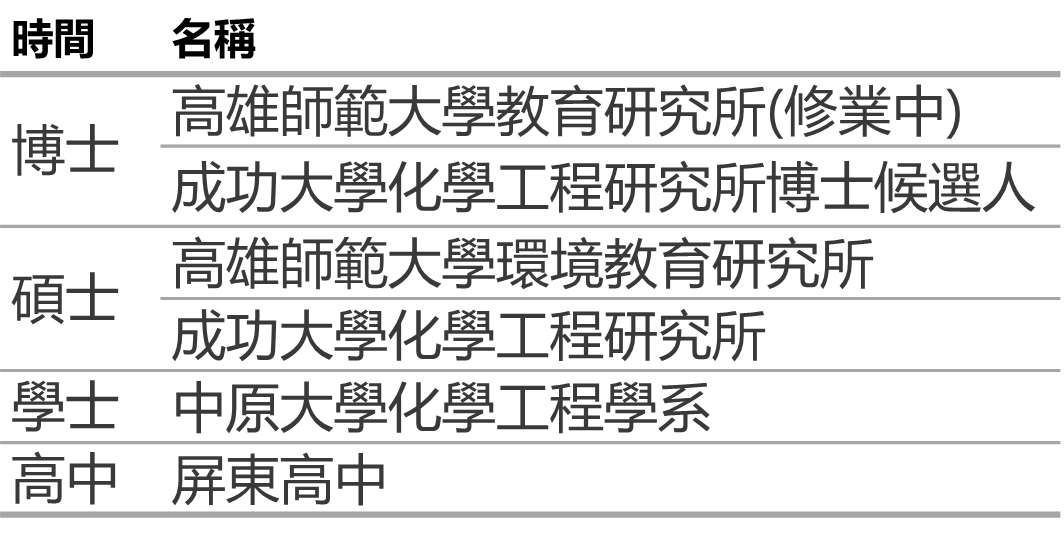 時間 名稱
博士 高雄師範大學教育研究所(修業中)
成功大學化學工程研究所博士候選人
碩士 高雄師範大學環境教育研究所
成功大學化學工程研究所
學士 中原大學化學工程學系
高中 屏東高中